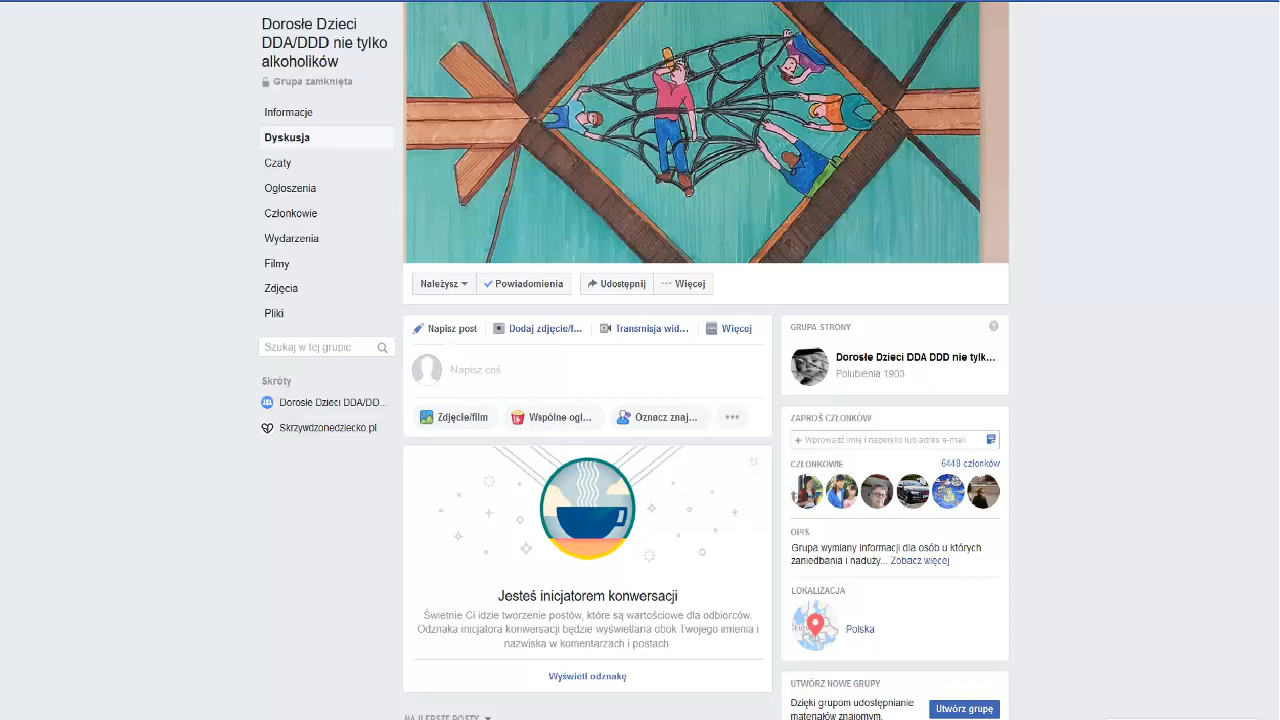 Dorosłe Dzieci
DDA/DDD nie tylko
alkoholików
Grupa zamknięta
Informacje
Dyskusja
Czaty
Ogłoszenia
Członkowie
Wydarzenia
Filmy
Zdjęcia
Pliki
Szukaj w tej grupie
Skróty
Dorosłe Dzieci DDA/DD...
Skrzywdzonedziecko.pl
Należysz
Powiadomienia
Udostępnij
Więcej
Napisz post
Dodaj zdjęcie/f...
Transmisja wid...
Więcej
Napisz coś
Zdjęcie/film
Wspólne ogl...
Oznacz znaj...
Jesteś inicjatorem konwersacji
Świetnie Ci idzie tworzenie postów, które są wartościowe dla odbiorców.
Odznaka inicjatora konwersacji będzie wyświetlana obok Twojego imienia i
nazwiska w komentarzach i postach
Wyświetl odznakę
NAJLEPSZE POSTY
GRUPA STRONY
Dorosłe Dzieci DDA DDD nie tylk...
Polubienia 1903
ZAPROŚ CZŁONKÓW
+ Wprowadź imię i nazwisko lub adres e-mail
CZŁONKOWIE
6448 członków
OPIS
Grupa wymiany informacji dla osób u których
zaniedbania i naduży... Zobacz więcej
LOKALIZACJA
Polska
UTWÓRZ NOWE GRUPY
Dzięki grupom udostępnianie
materiałów znajomym,
Utwórz grupę